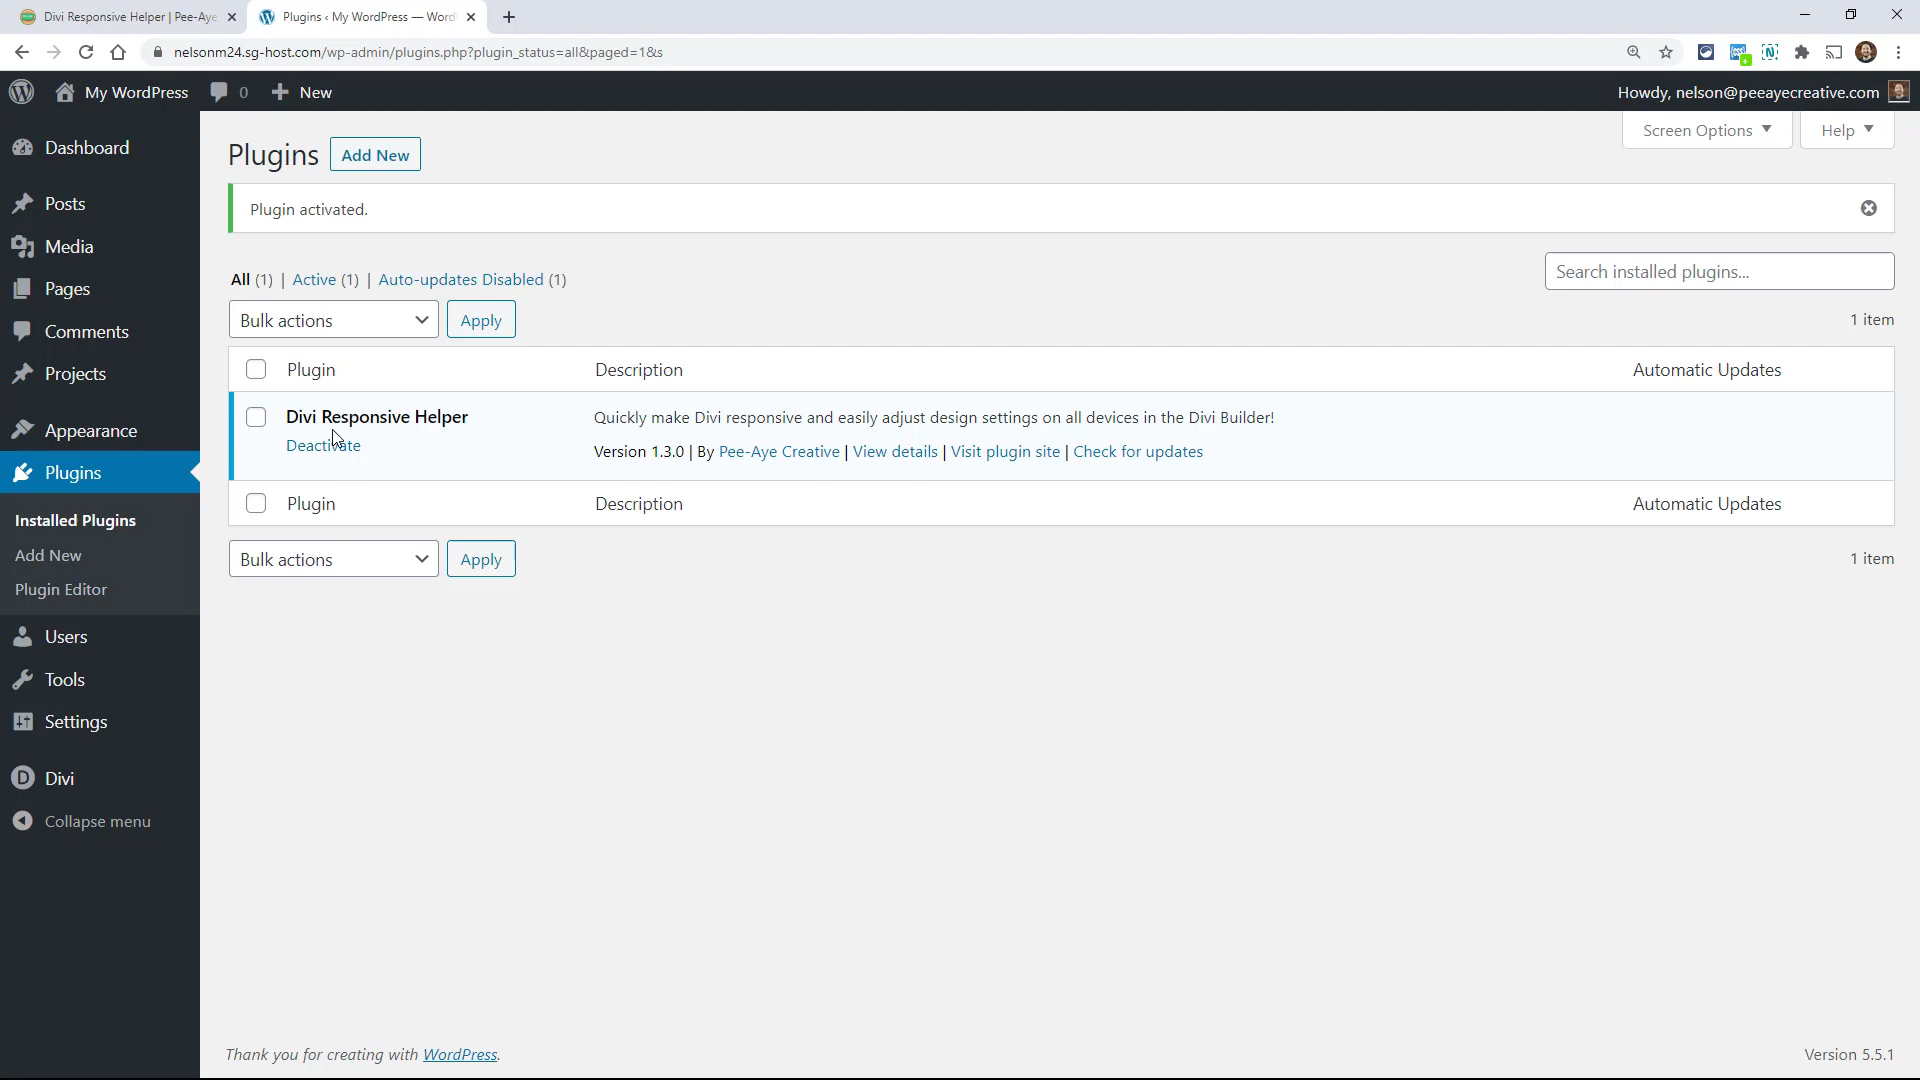 Divi Responsive Helper | Pee-Aye
Plugins ‹ My WordPress — Word
nelsonm24.sg-host.com/wp-admin/plugins.php?plugin_status=all&paged=1&s
My WordPress
0
New
Howdy, nelson@peeayecreative.com
Screen Options
Help
Dashboard
Posts
Media
Pages
Comments
Projects
Appearance
Plugins
Installed Plugins
Add New
Plugin Editor
Users
Tools
Settings
Divi
Collapse menu
Plugins
Add New
Plugin activated.
All (1) | Active (1) | Auto-updates Disabled (1)
Search installed plugins...
Bulk actions
Apply
1 item
Plugin
Description
Automatic Updates
Divi Responsive Helper
Quickly make Divi responsive and easily adjust design settings on all devices in the Divi Builder!
Deactivate
Version 1.3.0 | By Pee-Aye Creative | View details | Visit plugin site | Check for updates
Plugin
Description
Automatic Updates
Bulk actions
Apply
1 item
Thank you for creating with WordPress.
Version 5.5.1